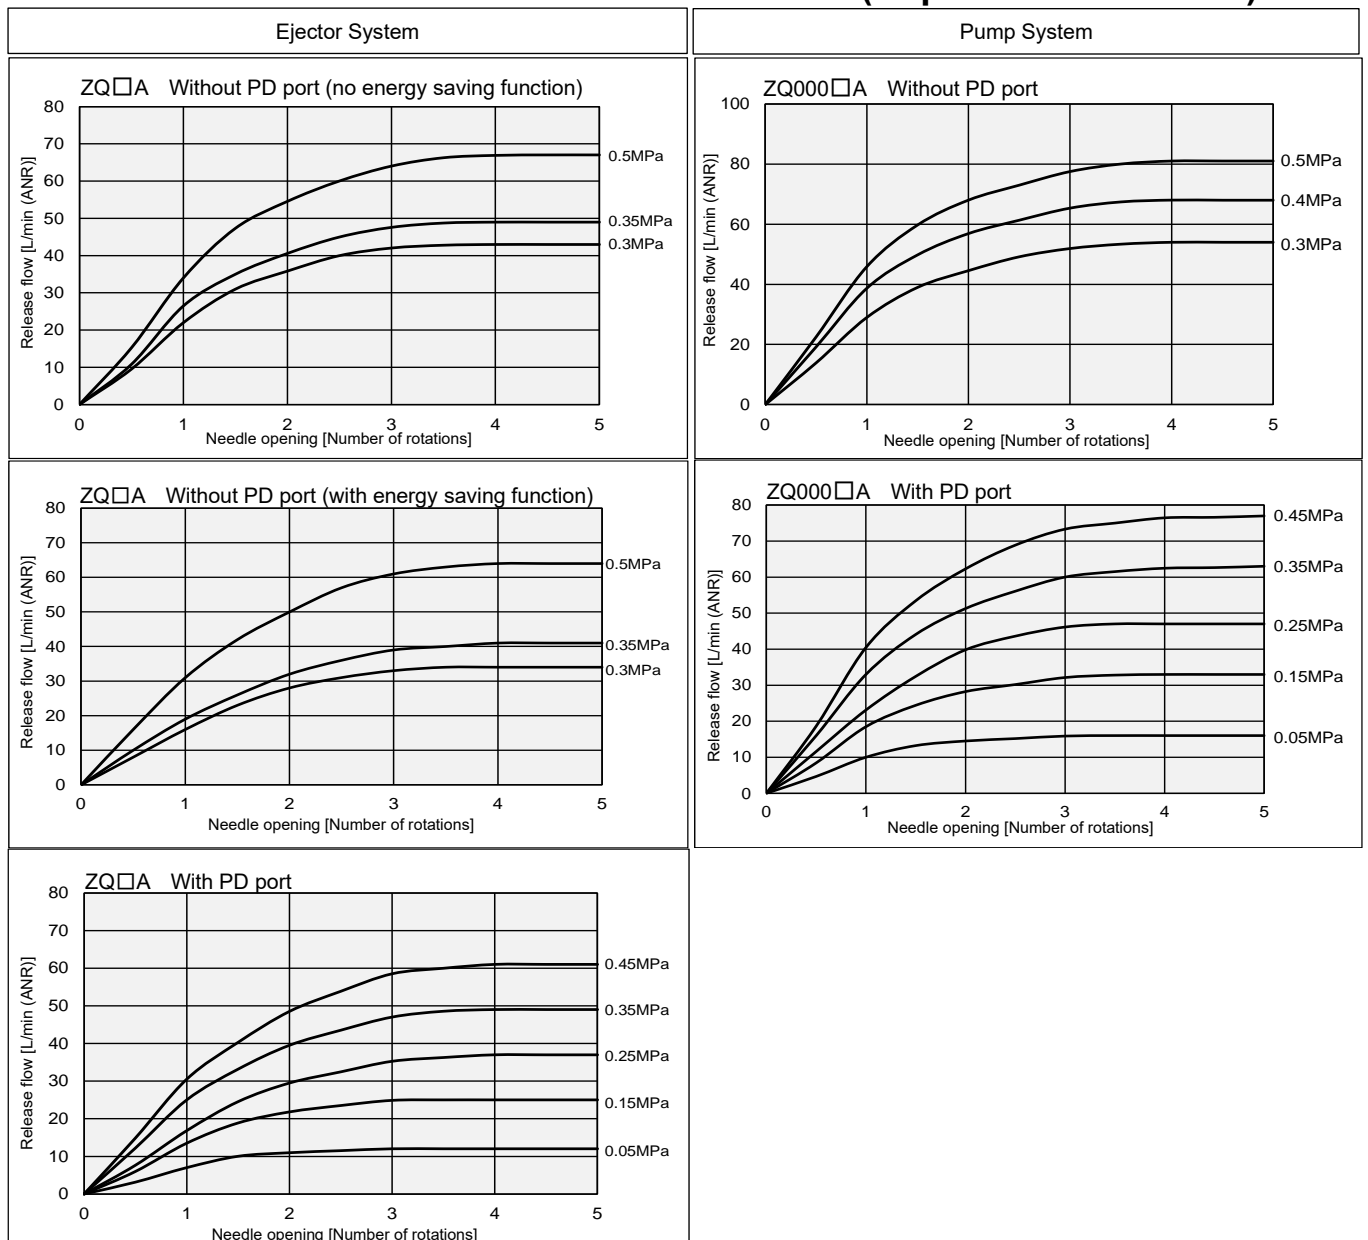 Ejector System
Pump System
ZQ□A Without PD port (no energy saving function)
80
70
60
50
40
30
20
10
0
0 1 2 3 4 5
Release flow [L/min (ANR)]
Needle opening [Number of rotations]
0.5MPa
0.35MPa
0.3MPa
ZQ000□A Without PD port
100
80
60
40
20
0
0 1 2 3 4 5
Release flow [L/min (ANR)]
Needle opening [Number of rotations]
0.5MPa
0.4MPa
0.3MPa
ZQ□A Without PD port (with energy saving function)
80
70
60
50
40
30
20
10
0
0 1 2 3 4 5
Release flow [L/min (ANR)]
Needle opening [Number of rotations]
0.5MPa
0.35MPa
0.3MPa
ZQ000□A With PD port
80
70
60
50
40
30
20
10
0
0 1 2 3 4 5
Release flow [L/min (ANR)]
Needle opening [Number of rotations]
0.45MPa
0.35MPa
0.25MPa
0.15MPa
0.05MPa
ZQ□A With PD port
80
70
60
50
40
30
20
10
0
0 1 2 3 4 5
Release flow [L/min (ANR)]
Needle opening [Number of rotations]
0.45MPa
0.35MPa
0.25MPa
0.15MPa
0.05MPa